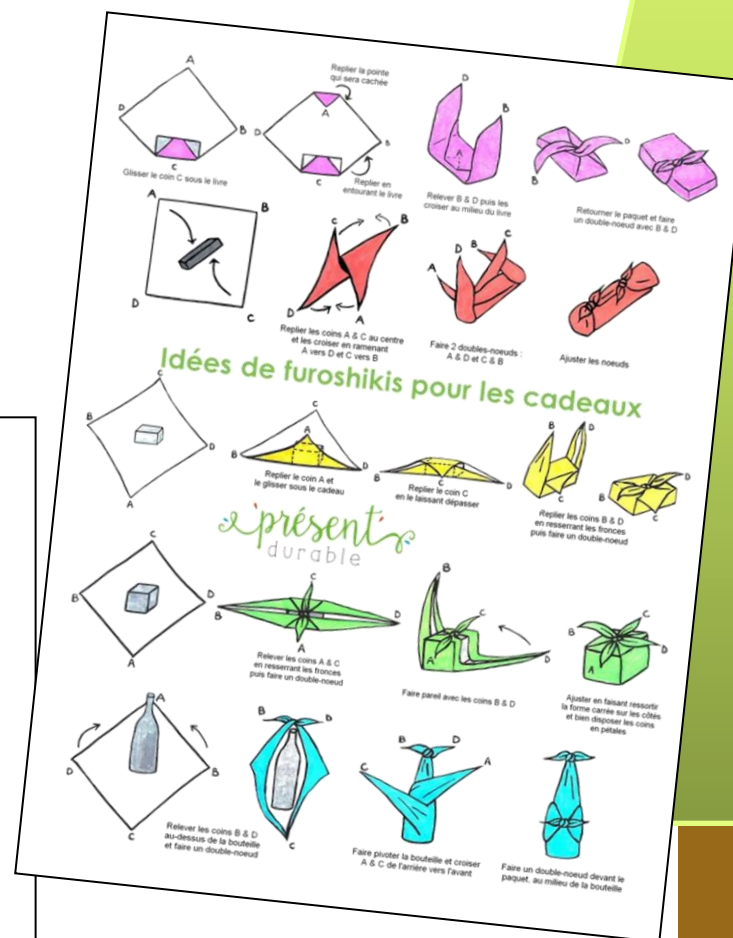 A
D
B
C
Glisser le coin C sous le livre
Replier la pointe
qui sera cachée
A
D
B
C
Replier en
entourant le livre
D
B
A
Relever B & D puis les
croiser au milieu du livre
D
B
Retourner le paquet et faire
un double-noeud avec B & D
A
B
D
C
C
B
D
A
Replier les coins A & C au centre
et les croiser en ramenant
A vers D et C vers B
A
D
B
C
Faire 2 doubles-noeuds :
A & D et C & B
Ajuster les noeuds
Idées de furoshikis pour les cadeaux
C
B
D
A
C
A
B
D
Replier le coin A et
le glisser sous le cadeau
B
C
D
Replier le coin C
en le laissant dépasser
B
D
C
Replier les coins B & D
en resserrant les fronces
puis faire un double-noeud
B
D
C
présent
durable
C
B
D
A
C
B
D
A
Relever les coins A & C
en resserrant les fronces
puis faire un double-noeud
B
C
A
D
Faire pareil avec les coins B & D
C
B
D
A
Ajuster en faisant ressortir
la forme carrée sur les côtés
et bien disposer les coins
en pétales
A
D
B
C
Relever les coins B & D
au-dessus de la bouteille
et faire un double-noeud
B
D
C
B
D
C
A
Faire pivoter la bouteille et croiser
A & C de l'arrière vers l'avant
Faire un double-noeud devant le
paquet, au milieu de la bouteille